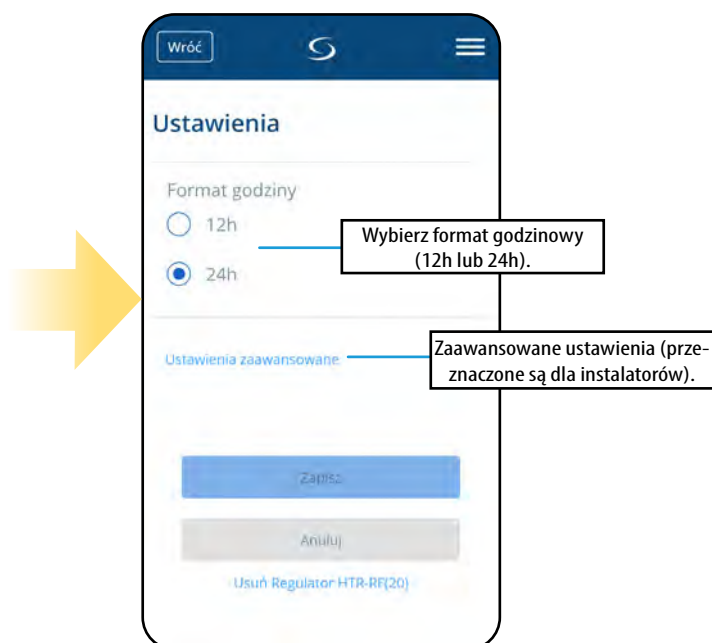 Wróć
Ustawienia
Format godziny
12h
Wybierz format godzinowy
(12h lub 24h).
24h
Ustawienia zaawansowane
Zaawansowane ustawienia (prze-
znaczone są dla instalatorów).
Zapisz
Anuluj
Usuń Regulator HTR-RF(20)